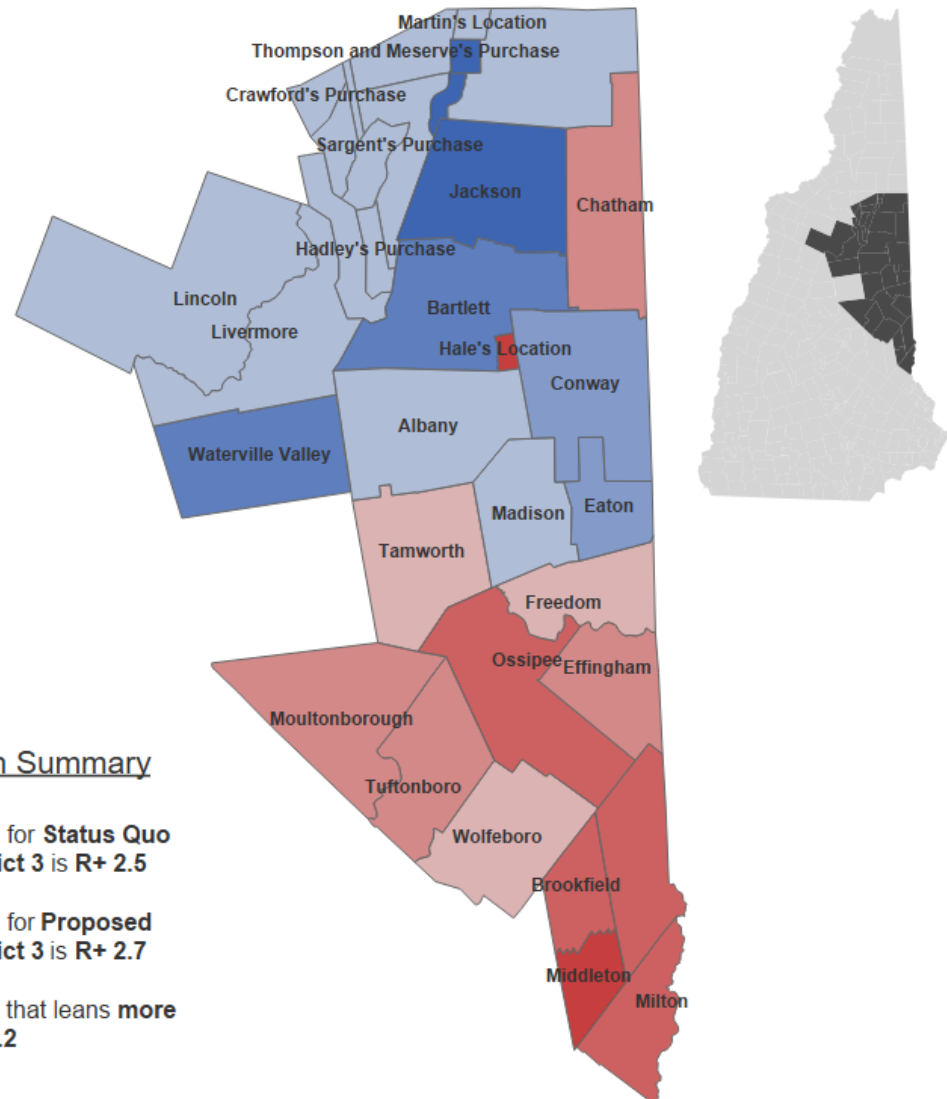 Martin's Location
Thompson and Meserve's Purchase
Crawford's Purchase
Sargent's Purchase
Jackson
Chatham
Hadley's Purchase
Lincoln
Bartlett
Livermore
Hale's Location
Conway
Albany
Waterville Valley
Madison
Eaton
Tamworth
Freedom
Ossipee
Effingham
Moultonborough
Tuftonboro
Wolfeboro
Brookfield
Middleton
Milton
n Summary
for Status Quo
ict 3 is R+ 2.5
for Proposed
ict 3 is R+ 2.7
that leans more
.2